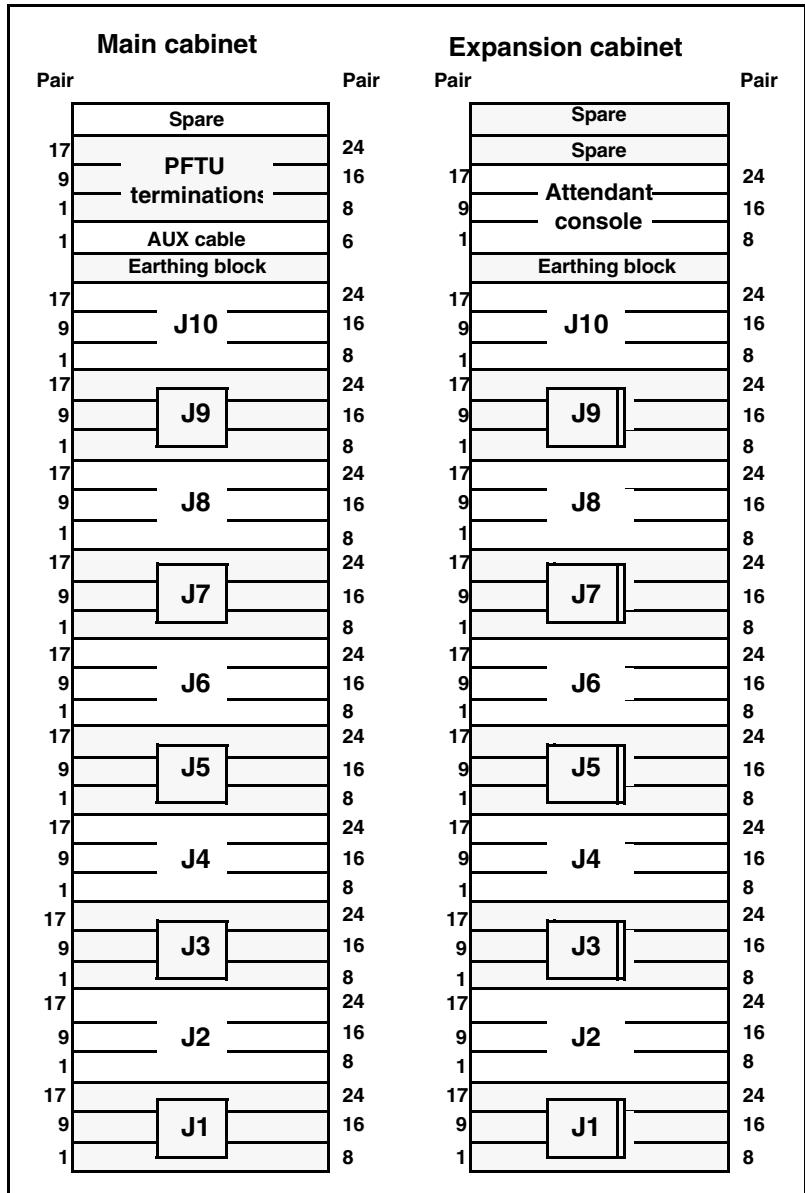 Main cabinet Expansion cabinet
Pair Pair Pair Pair
Spare Spare
17 24 Spare
PFTU
9 16 17 24
terminations Attendant
1 8 9 16
console
1 AUX cable 6 1 8
Earthing block Earthing block
17 24 17 24
9 J10 16 9 J10 16
1 8 1 8
17 24 17 24
9 J9 16 9 J9 16
1 8 1 8
17 24 17 24
9 J8 16 9 J8 16
1 8 1 8
17 24 17 24
9 J7 16 9 J7 16
1 8 1 8
17 24 17 24
9 J6 16 9 J6 16
1 8 1 8
17 24 17 24
9 J5 16 9 J5 16
1 8 1 8
17 24 17 24
9 J4 16 9 J4 16
1 8 1 8
17 24 17 24
9 J3 16 9 J3 16
1 8 1 8
17 24 17 24
9 J2 16 9 J2 16
1 8 1 8
17 24 17 24
9 J1 16 9 J1 16
1 8 1 8